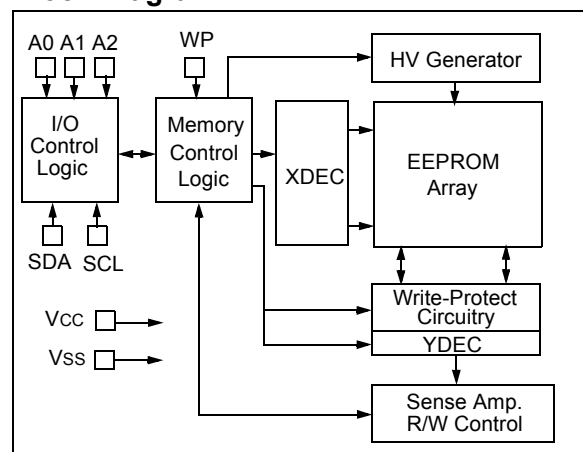 A0 A1 A2
WP
HV Generator
I/O
Control
Logic
Memory
Control
Logic
XDEC
EEPROM
Array
SDA
SCL
Write-Protect
Circuitry
YDEC
VCC
VSS
Sense Amp.
R/W Control